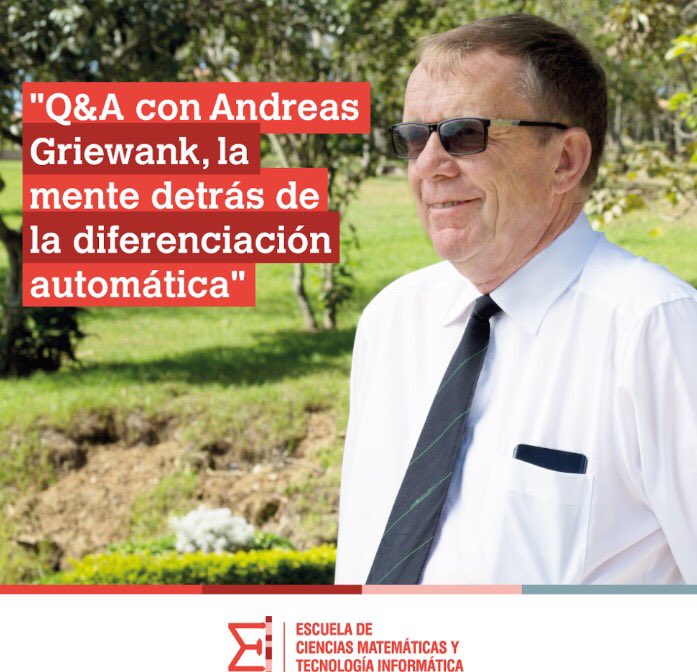 "Q&A con Andreas
Griewank, la
mente detrás de
la diferenciación
automática"
ESCUELA DE
CIENCIAS MATEMÁTICAS Y
TECNOLOGÍA INFORMÁTICA